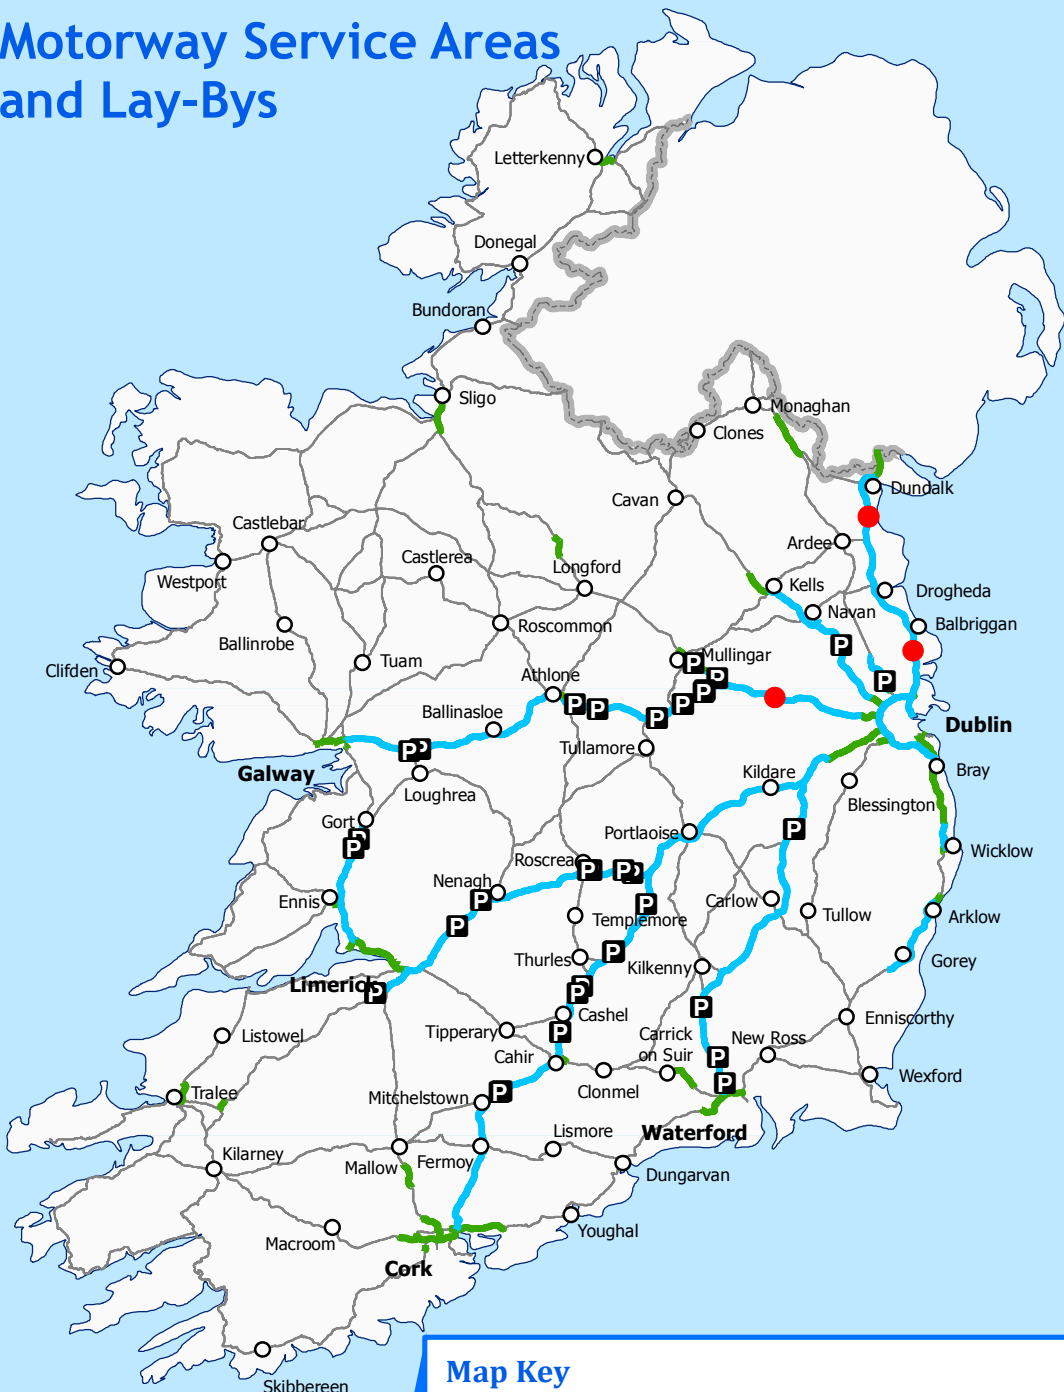 Motorway Service Areas
and Lay-Bys
Letterkenny
Donegal
Bundoran
Sligo
Monaghan
Clones
Dundalk
Cavan
Castlebar
Ardee
Westport
Castlerea
Longford
Kells
Drogheda
Navan
Balbriggan
Roscommon
Ballinrobe
P
Clifden
Tuam
Mullingar
P
Athlone
P
P
P
P
P
P
P
Ballinasloe
P
Dublin
Tullamore
P
P
Galway
Kildare
Bray
Loughrea
Blessington
Gort
P
Portlaoise
P
P
Wicklow
Roscrea
P
P
P
Nenagh
P
Ennis
Carlow
P
Tullow
Arklow
Templemore
P
P
Thurles
Kilkenny
Gorey
Limerick
P
P
P
P
Cashel
Enniscorthy
Listowel
Tipperary
P
Carrick
on Suir
New Ross
Cahir
P
Wexford
Tralee
Mitchelstown
P
Clonmel
P
Waterford
Lismore
Kilarney
Mallow
Fermoy
Dungarvan
Macroom
Youghal
Cork
Skibbereen
Map Key